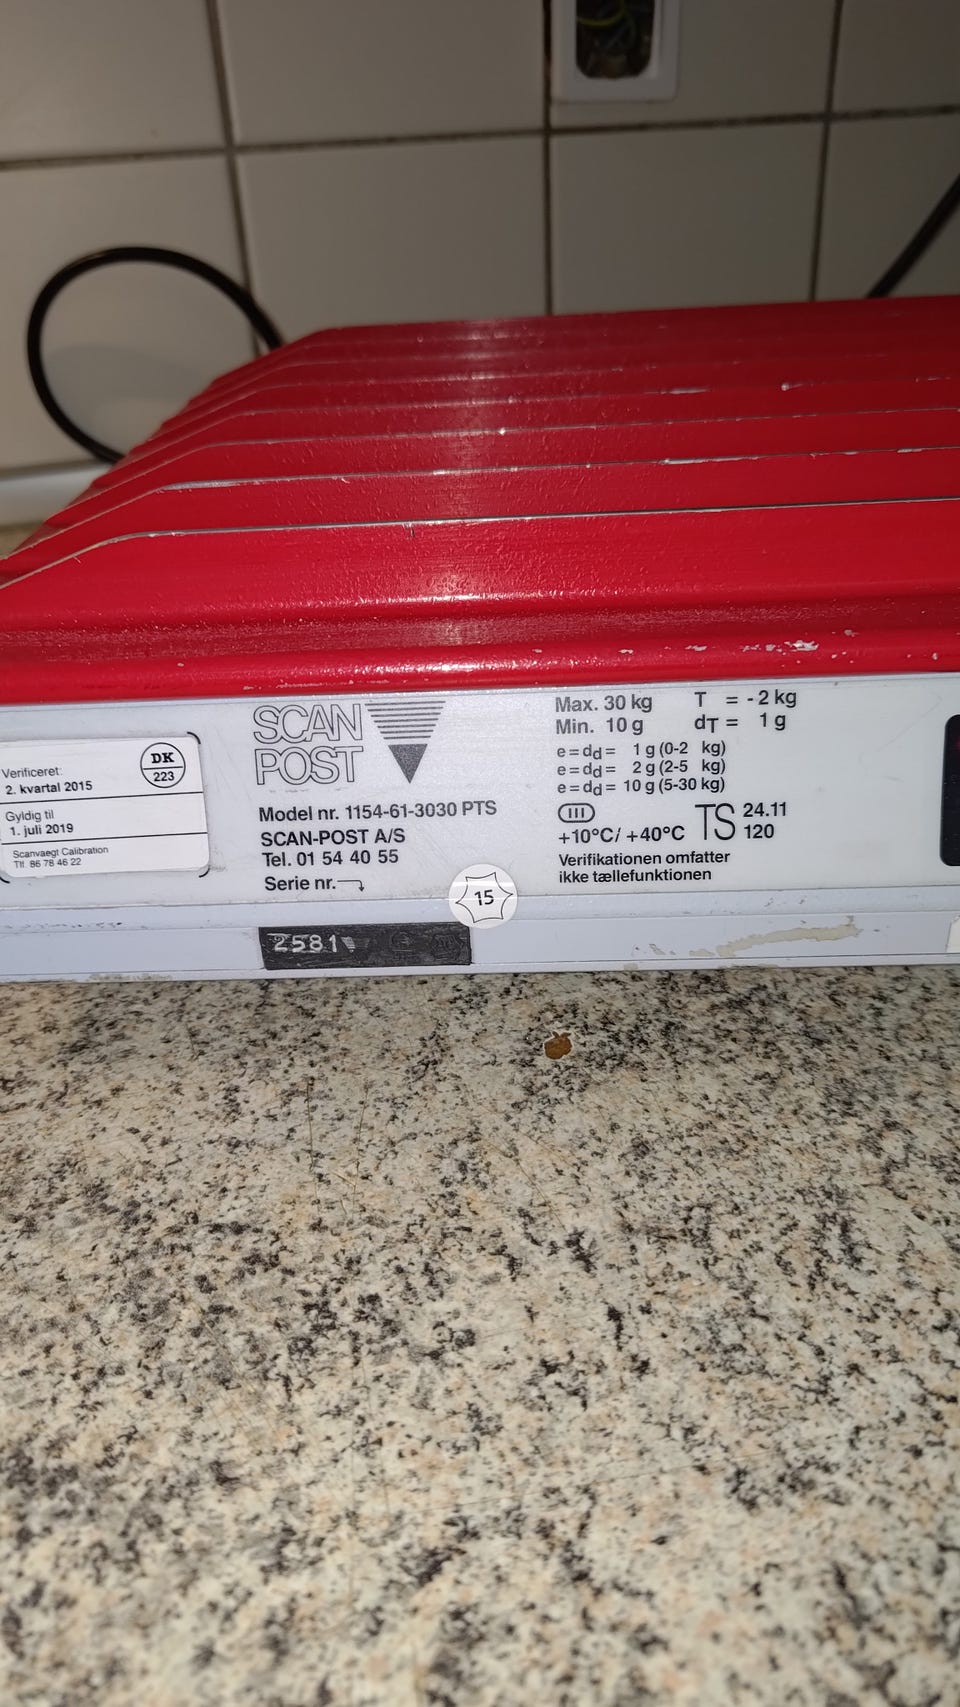 Verificeret:
2. kvartal 2015
DK
223
Gyldig til
1. juli 2019
Scanvaegt Calibration
Tlf. 86 78 46 22
SCAN
POST
Model nr. 1154-61-3030 PTS
SCAN-POST A/S
Tel. 01 54 40 55
Serie nr.
15
2581
Max. 30 kg T = -2 kg
Min. 10 g dT = 1 g
e = dd = 1 g (0-2 kg)
e = dd = 2 g (2-5 kg)
e = dd = 10 g (5-30 kg)
III
+10°C/ +40°C
TS 24.11
120
Verifikationen omfatter
ikke tællefunktionen